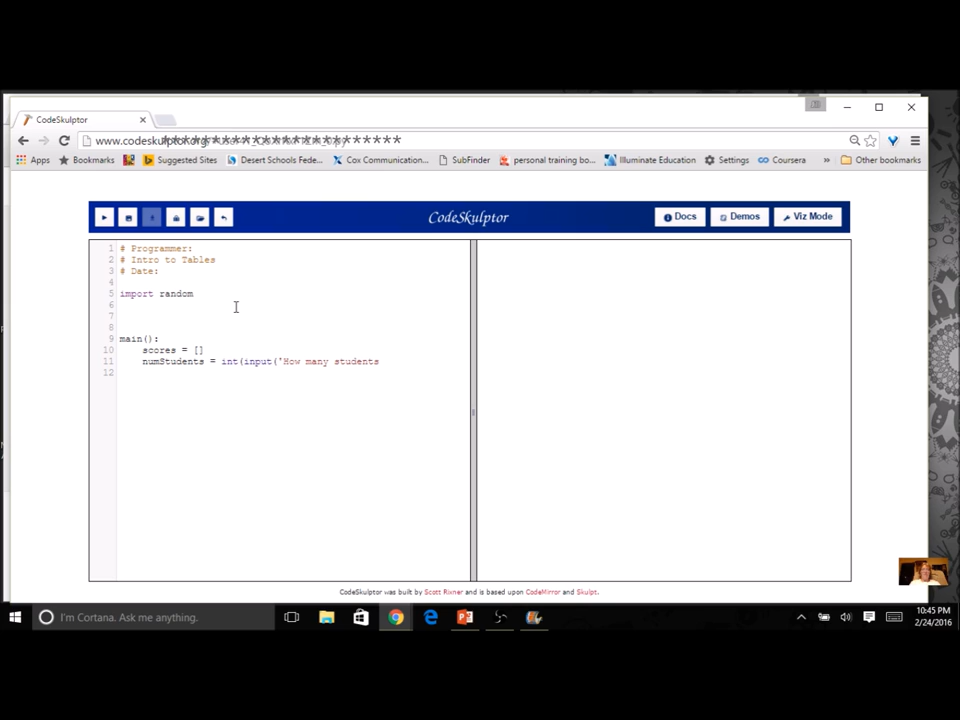 CodeSkulptor
www.codeskulptor.org
Apps Bookmarks Suggested Sites Desert Schools Fede... Cox Communication... SubFinder personal training bo... Illuminate Education Settings Coursera » Other bookmarks
CodeSkulptor
Docs Demos Viz Mode
1 # Programmer:
2 # Intro to Tables
3 # Date:
4
5 import random
6
7
8
9 main():
10 scores = []
11 numStudents = int(input('How many students
12
CodeSkulptor was built by Scott Rixner and is based upon CodeMirror and Skulpt.
I'm Cortana. Ask me anything.
10:45 PM
2/24/2016